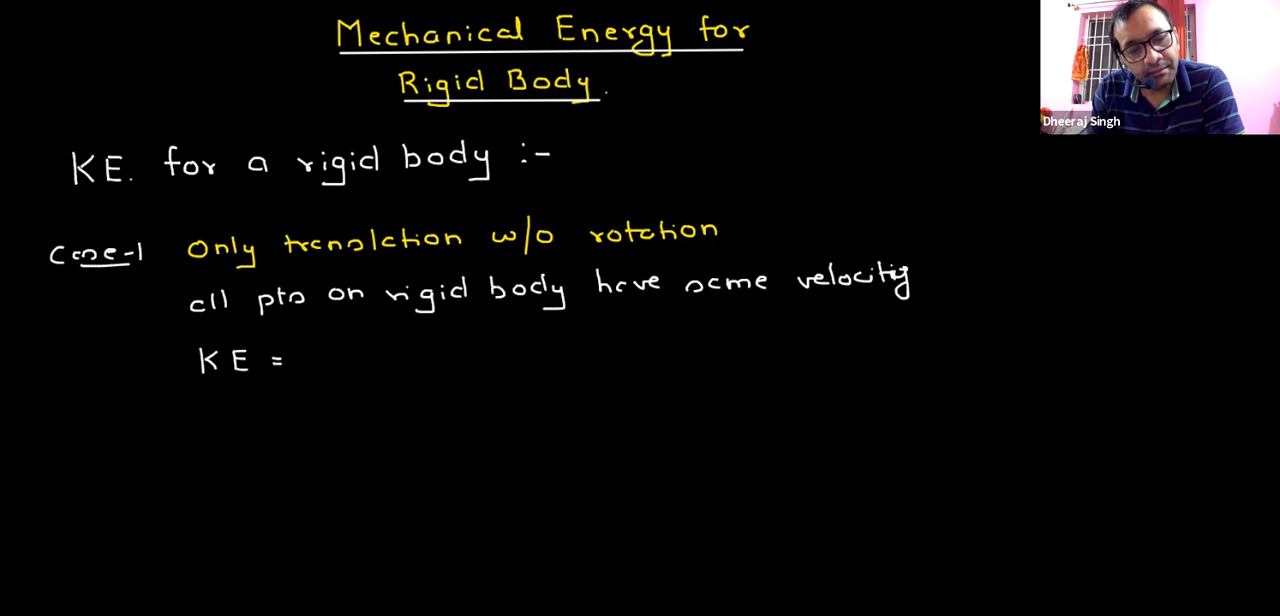 Mechanical Energy for
Rigid Body.
Dheeraj Singh
KE. for a rigid body :-
Case-1 Only translation w/o rotation
all pts on rigid body have same velocity
KE =